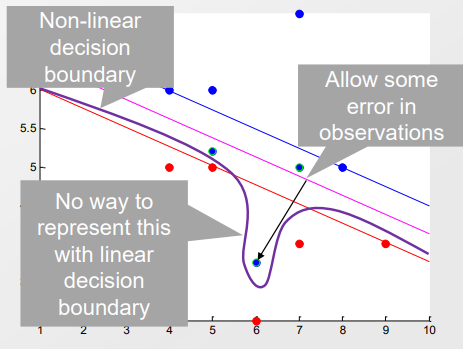 Non-linear
decision
boundary
Allow some
error in
observations
No way to
represent this
with linear
decision
boundary
6
5.5
5
1 2 3 4 5 6 7 8 9 10